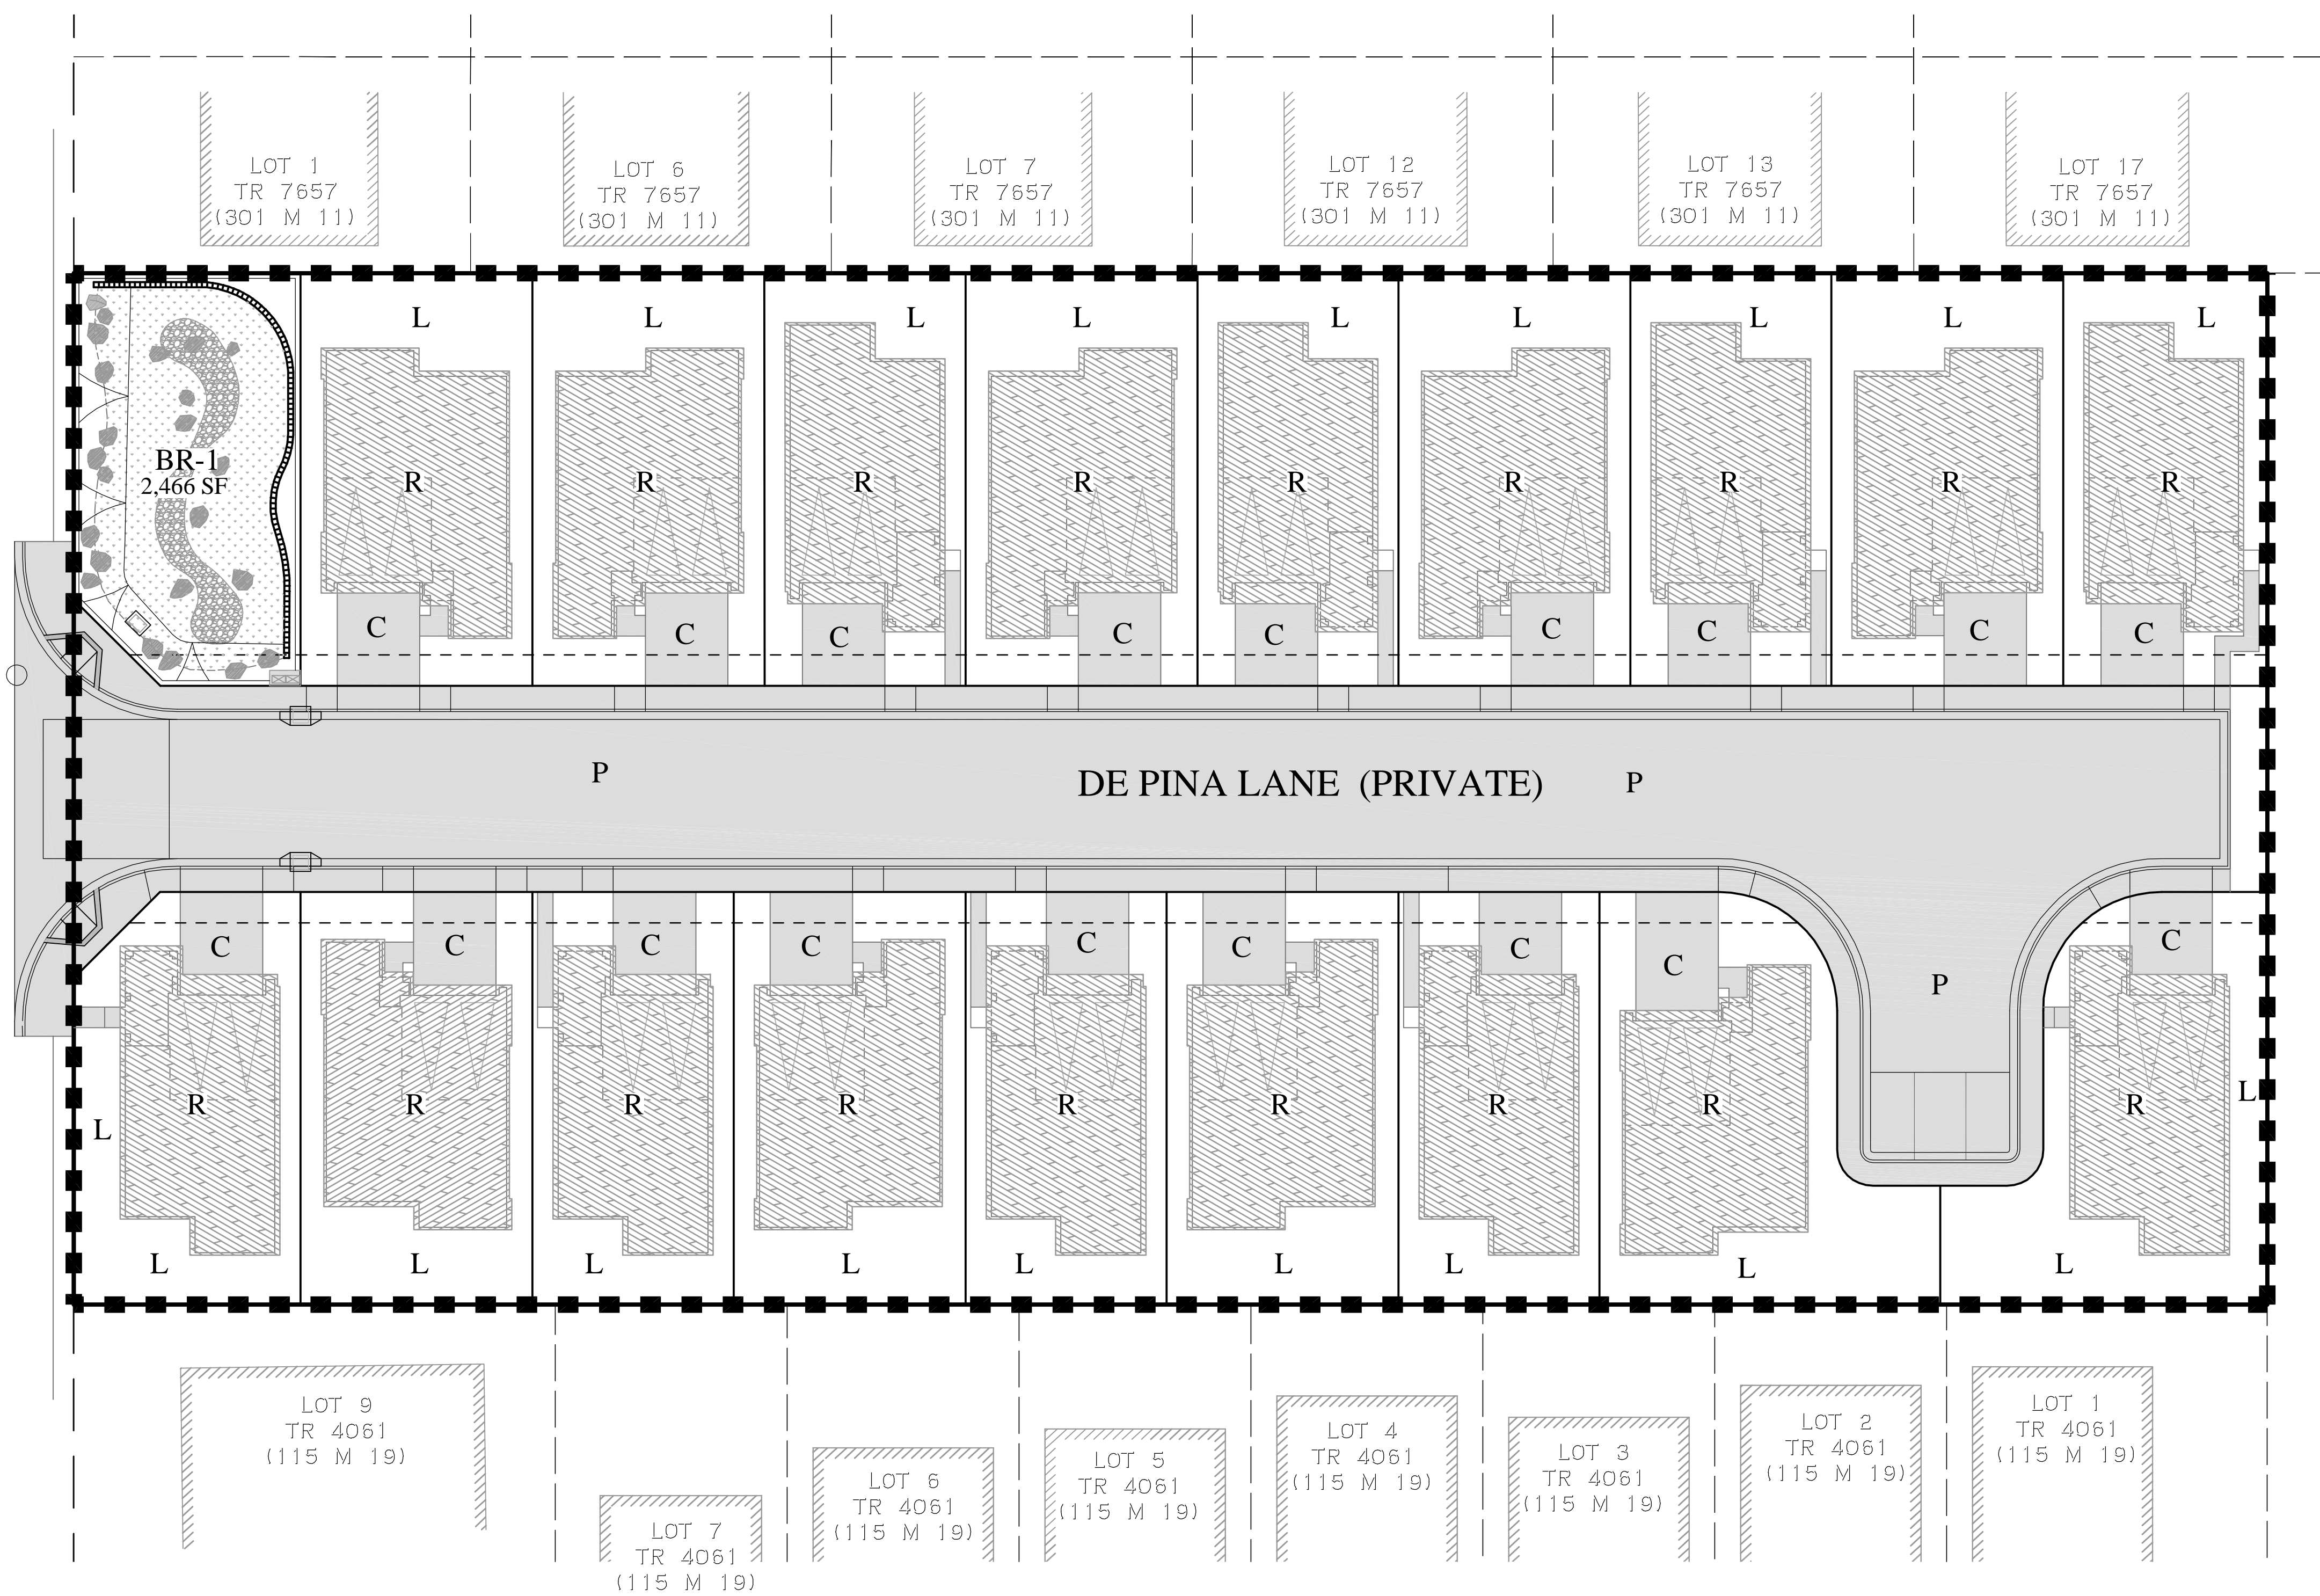 LOT 1
TR 7657
(301 M 11)
LOT 6
TR 7657
(301 M 11)
LOT 7
TR 7657
(301 M 11)
LOT 12
TR 7657
(301 M 11)
LOT 13
TR 7657
(301 M 11)
LOT 17
TR 7657
(301 M 11)
L
L
L
L
L
L
L
L
L
BR-1
2,466 SF
R
R
R
R
R
R
R
R
R
C
C
C
C
C
C
C
C
C
P
DE PINA LANE (PRIVATE)
P
C
C
C
C
C
C
C
C
C
P
R
R
R
R
R
R
R
R
R
L
L
L
L
L
L
L
L
L
L
L
LOT 9
TR 4061
(115 M 19)
LOT 7
TR 4061
(115 M 19)
LOT 6
TR 4061
(115 M 19)
LOT 5
TR 4061
(115 M 19)
LOT 4
TR 4061
(115 M 19)
LOT 3
TR 4061
(115 M 19)
LOT 2
TR 4061
(115 M 19)
LOT 1
TR 4061
(115 M 19)